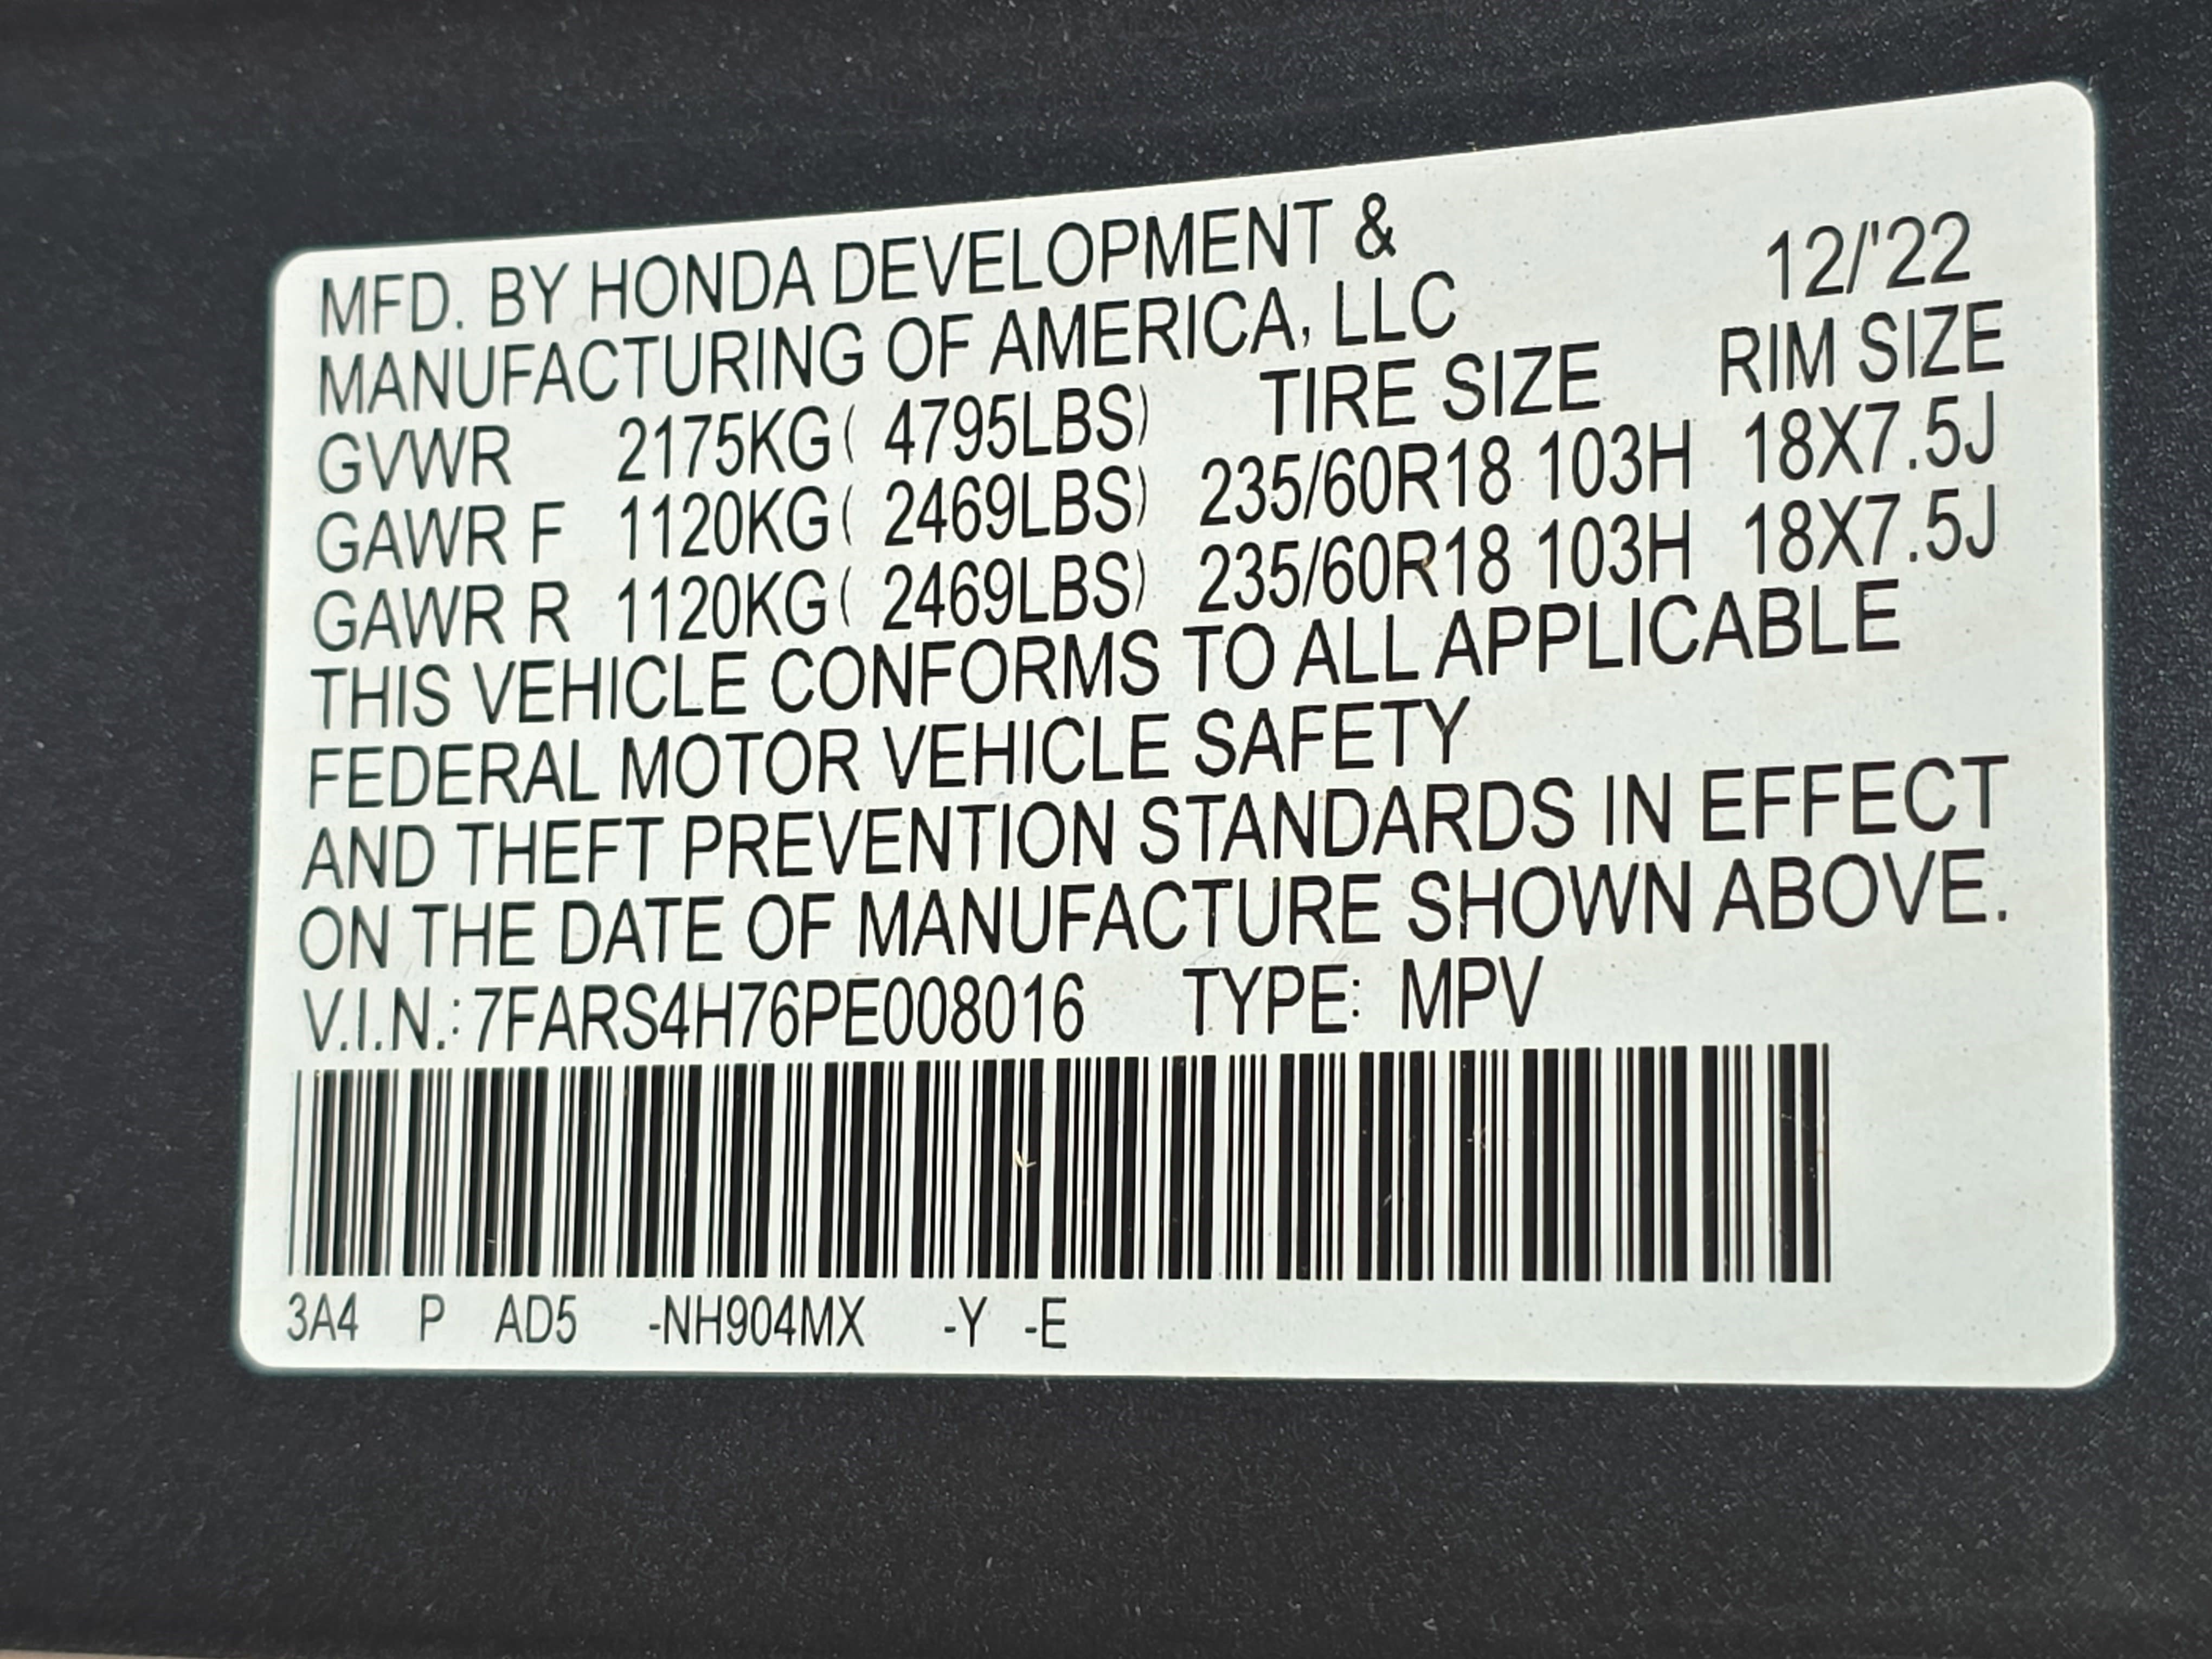 MFD. BY HONDA DEVELOPMENT &
MANUFACTURING OF AMERICA, LLC 12/'22
GVWR 2175KG( 4795LBS) TIRE SIZE RIM SIZE
GAWR F 1120KG( 2469LBS) 235/60R18 103H 18X7.5J
GAWR R 1120KG( 2469LBS) 235/60R18 103H 18X7.5J
THIS VEHICLE CONFORMS TO ALL APPLICABLE
FEDERAL MOTOR VEHICLE SAFETY
AND THEFT PREVENTION STANDARDS IN EFFECT
ON THE DATE OF MANUFACTURE SHOWN ABOVE.
V.I.N.: 7FARS4H76PE008016 TYPE: MPV
3A4 P AD5 -NH904MX -Y -E